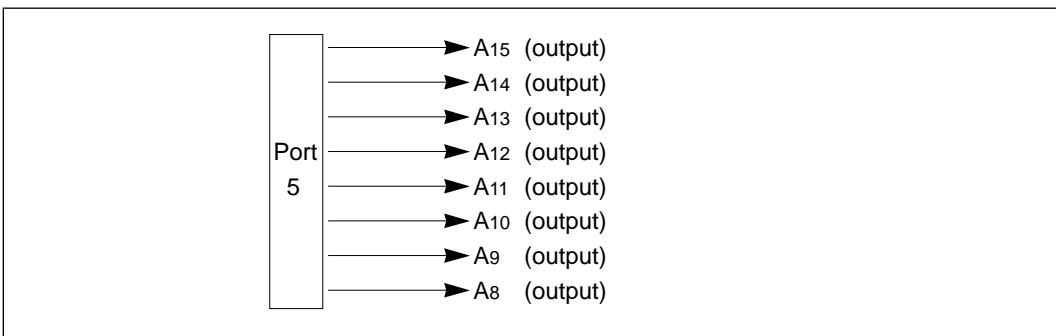 A15 (output)
A14 (output)
A13 (output)
Port
A12 (output)
5
A11 (output)
A10 (output)
A9 (output)
A8 (output)